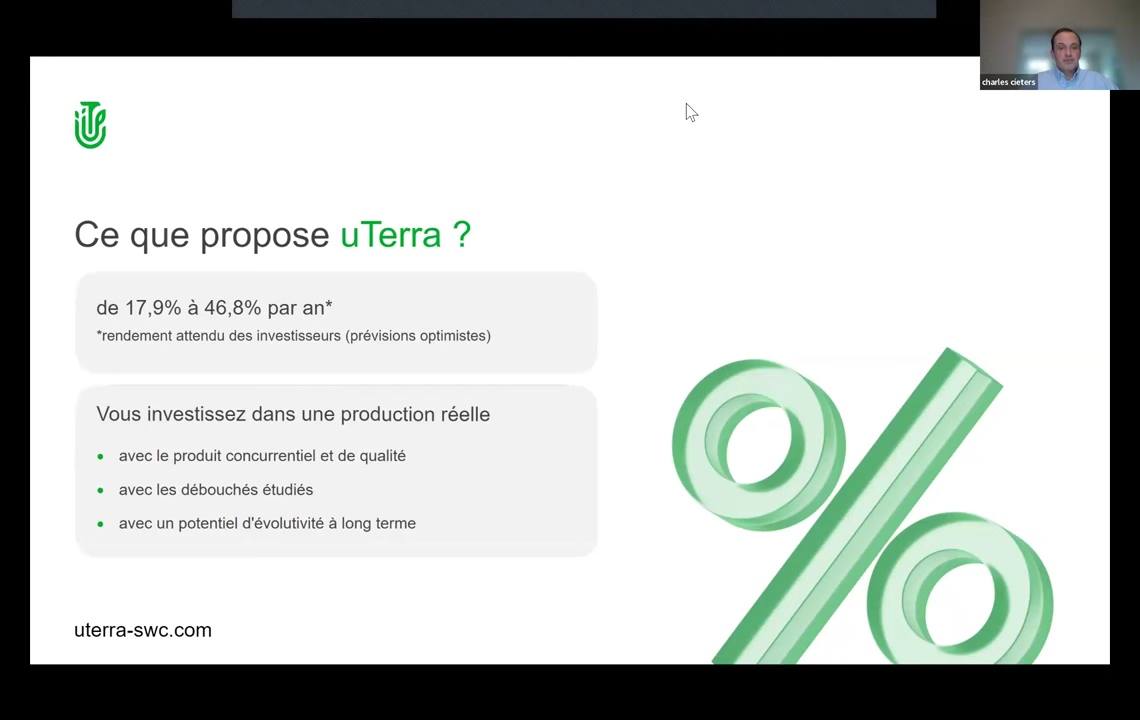 charles cieters
Ce que propose uTerra ?
de 17,9% à 46,8% par an*
*rendement attendu des investisseurs (prévisions optimistes)
Vous investissez dans une production réelle
avec le produit concurrentiel et de qualité
avec les débouchés étudiés
avec un potentiel d'évolutivité à long terme
uterra-swc.com